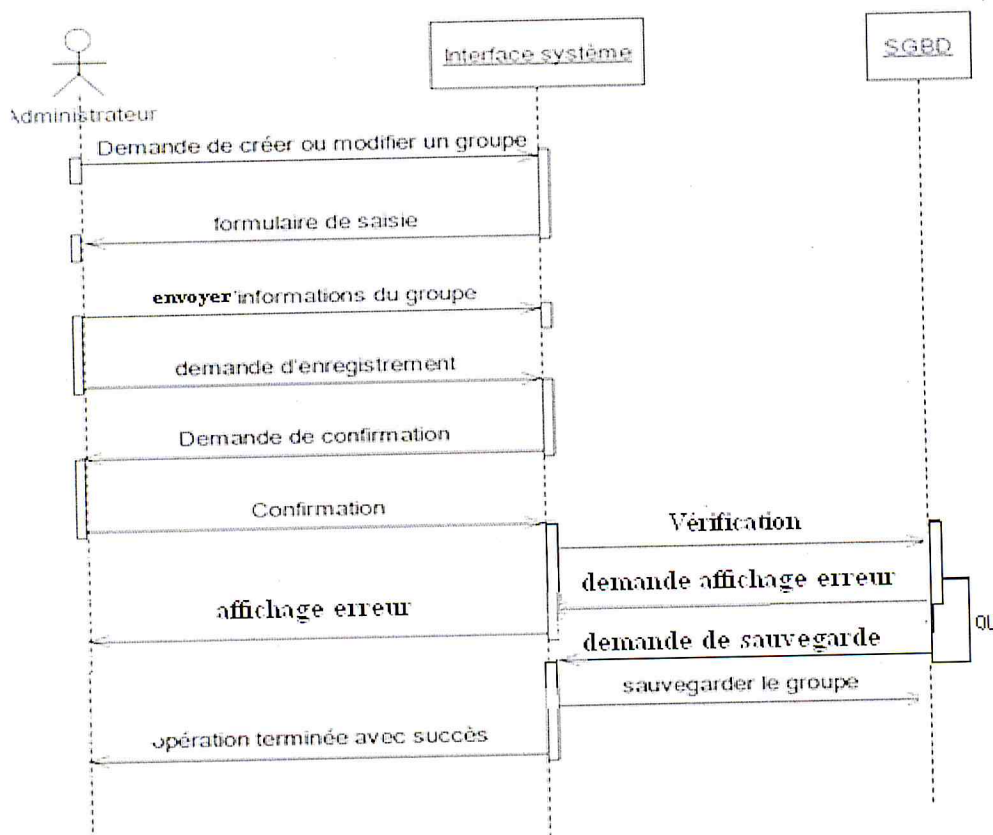 Interface système
SGBD
Administrateur
Demande de créer ou modifier un groupe
formulaire de saisie
envoyer informations du groupe
demande d'enregistrement
Demande de confirmation
Confirmation
Vérification
demande affichage erreur
affichage erreur
demande de sauvegarde
sauvegarder le groupe
opération terminée avec succès